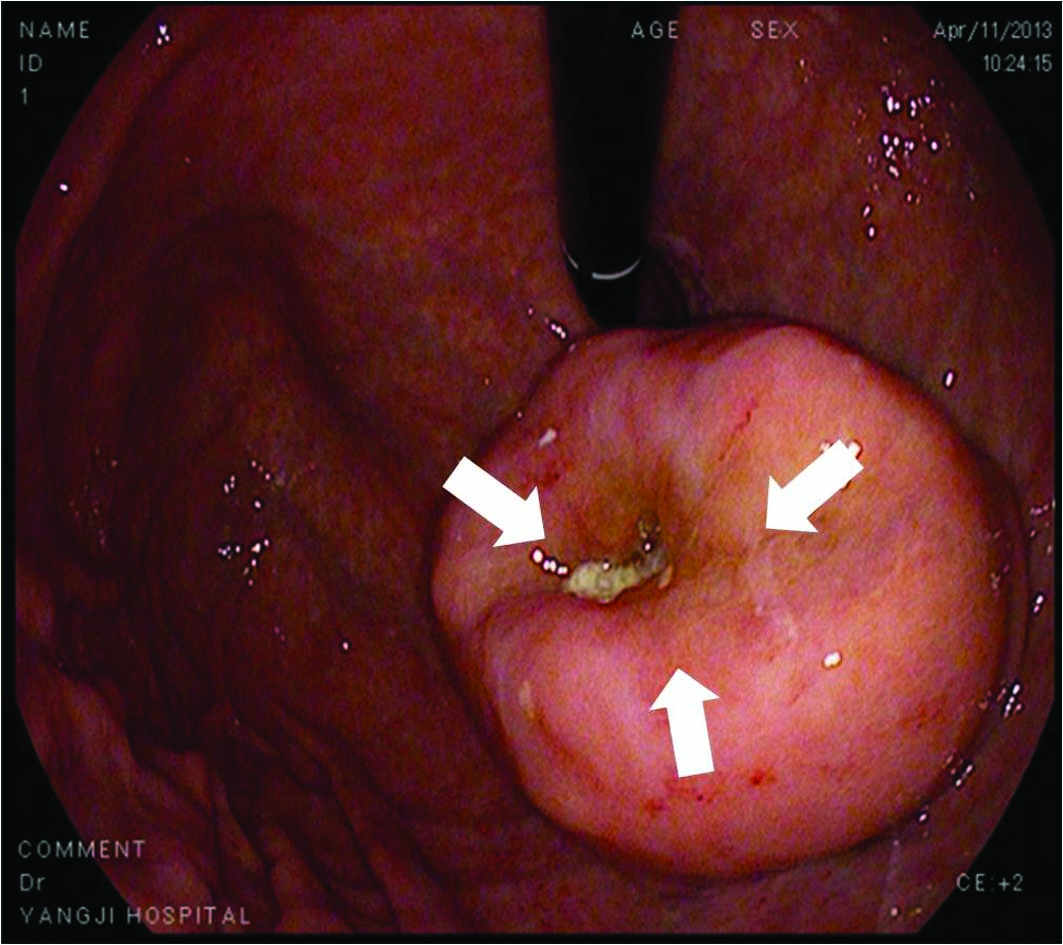 NAME AGE SEX Apr/11/2013
ID 10:24:15
1
COMMENT
Dr CE:+2
YANGJI HOSPITAL